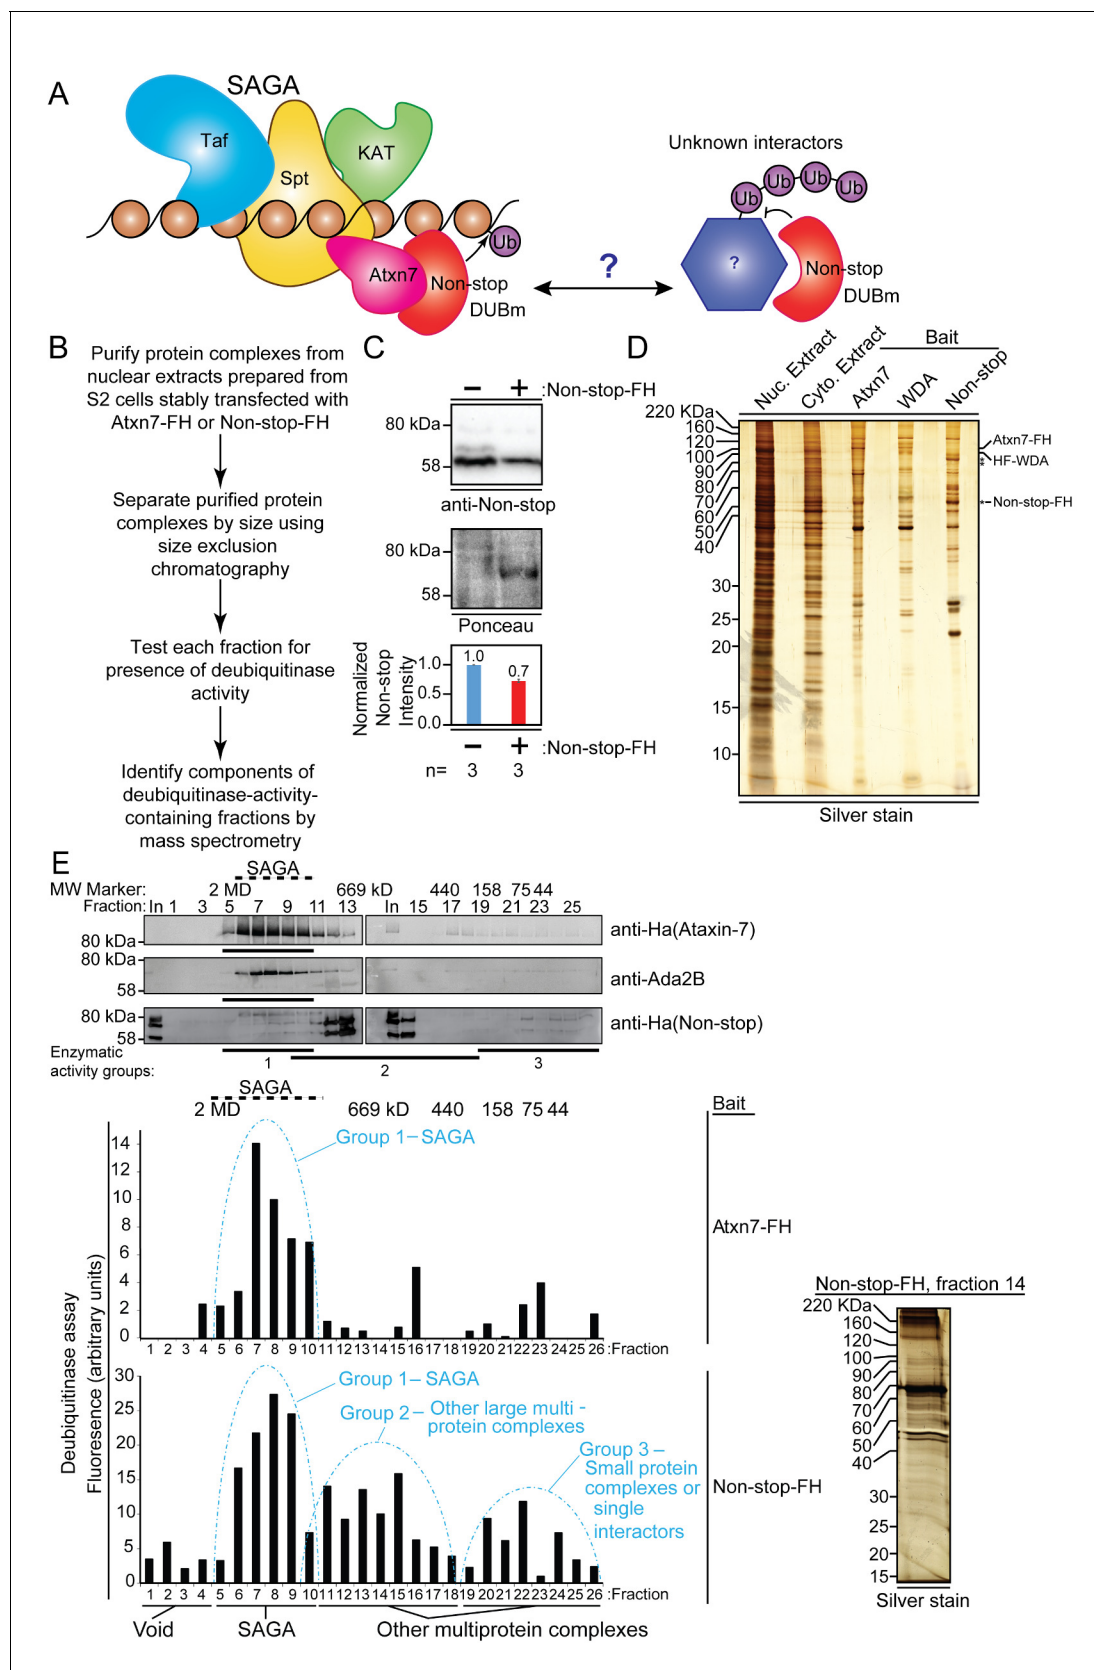 A
SAGA
Taf
Spt
KAT
Atxn7
Non-stop
DUBm
Ub
?
Unknown interactors
Ub
Ub
Ub
Ub
?
Non-stop
DUBm
B
Purify protein complexes from
nuclear extracts prepared from
S2 cells stably transfected with
Atxn7-FH or Non-stop-FH
Separate purified protein
complexes by size using
size exclusion
chromatography
Test each fraction for
presence of deubiquitinase
activity
Identify components of
deubiquitinase-activity-
containing fractions by
mass spectrometry
C
− + :Non-stop-FH
80 kDa
58
anti-Non-stop
80 kDa
58
Ponceau
Normalized
Non-stop
Intensity
1.0
0.5
0.0
1.0
0.7
− + :Non-stop-FH
n= 3 3
D
Bait
Nuc. Extract
Cyto. Extract
Atxn7
WDA
Non-stop
220 KDa
160
120
100
90
80
70
60
50
40
30
25
20
15
10
Atxn7-FH
*HF-WDA
*
*-Non-stop-FH
Silver stain
E
SAGA
MW Marker: 2 MD 669 kD 440 158 75 44
Fraction: In 1 3 5 7 9 11 13 In 15 17 19 21 23 25
80 kDa
anti-Ha(Ataxin-7)
80 kDa
58
anti-Ada2B
80 kDa
58
anti-Ha(Non-stop)
Enzymatic
activity groups:
1
2
3
SAGA
2 MD 669 kD 440 158 75 44
Bait
Deubiquitinase assay
Fluoresence (arbitrary units)
Group 1–SAGA
14
12
10
8
6
4
2
0
1 2 3 4 5 6 7 8 9 10 11 12 13 14 15 16 17 18 19 20 21 22 23 24 25 26 :Fraction
Atxn7-FH
Group 1–SAGA
Group 2– Other large multi -
protein complexes
Group 3 –
Small protein
complexes or
single
interactors
30
25
20
15
10
5
0
1 2 3 4 5 6 7 8 9 10 11 12 13 14 15 16 17 18 19 20 21 22 23 24 25 26 :Fraction
Non-stop-FH
Void
SAGA
Other multiprotein complexes
Non-stop-FH, fraction 14
220 KDa
160
120
100
90
80
70
60
50
40
30
25
20
15
Silver stain